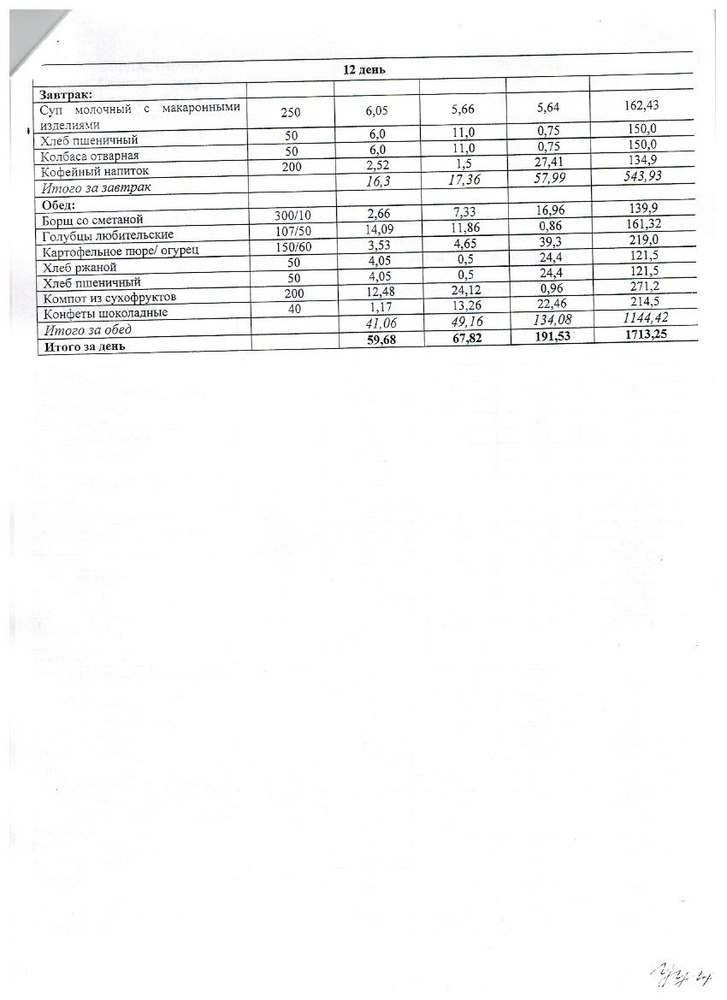 12 день
Завтрак:
Суп молочный с макаронными изделиями 250 6,05 5,66 5,64 162,43
Хлеб пшеничный 50 6,0 11,0 0,75 150,0
Колбаса отварная 50 6,0 11,0 0,75 150,0
Кофейный напиток 200 2,52 1,5 27,41 134,9
Итого за завтрак 16,3 17,36 57,99 543,93
Обед:
Борщ со сметаной 300/10 2,66 7,33 16,96 139,9
Голубцы любительские 107/50 14,09 11,86 0,86 161,32
Картофельное пюре/ огурец 150/60 3,53 4,65 39,3 219,0
Хлеб ржаной 50 4,05 0,5 24,4 121,5
Хлеб пшеничный 50 4,05 0,5 24,4 121,5
Компот из сухофруктов 200 12,48 24,12 0,96 271,2
Конфеты шоколадные 40 1,17 13,26 22,46 214,5
Итого за обед 41,06 49,16 134,08 1144,42
Итого за день 59,68 67,82 191,53 1713,25